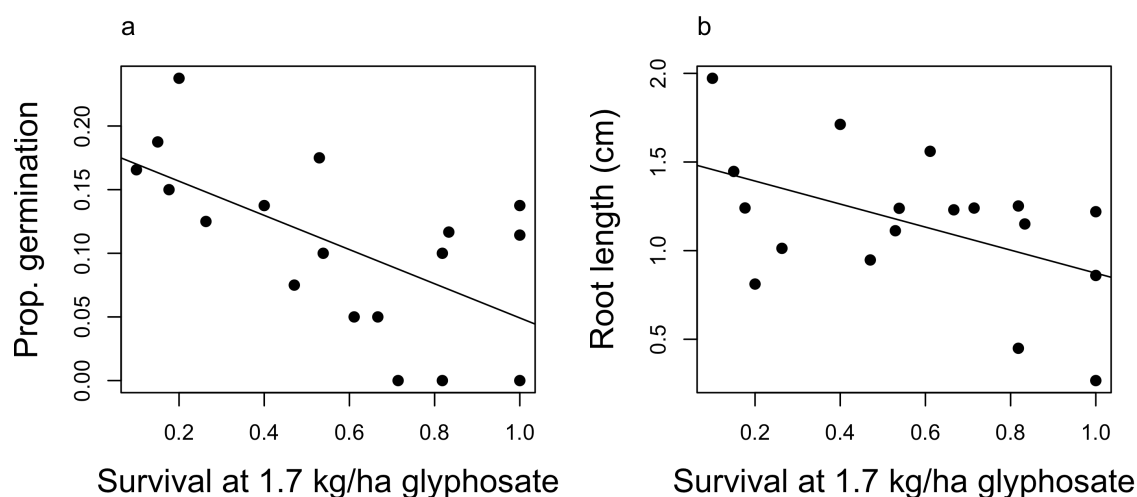 a
Prop. germination
0.20
0.15
0.10
0.05
0.00
0.2 0.4 0.6 0.8 1.0
Survival at 1.7 kg/ha glyphosate
b
Root length (cm)
2.0
1.5
1.0
0.5
0.2 0.4 0.6 0.8 1.0
Survival at 1.7 kg/ha glyphosate